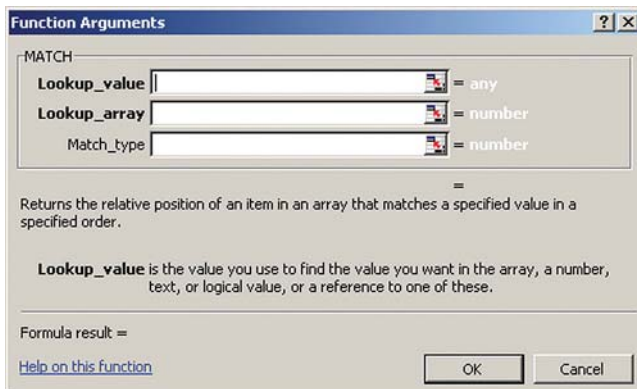 Function Arguments
MATCH
Lookup_value = any
Lookup_array = number
Match_type = number
=
Returns the relative position of an item in an array that matches a specified value in a
specified order.
Lookup_value is the value you use to find the value you want in the array, a number,
text, or logical value, or a reference to one of these.
Formula result =
Help on this function OK Cancel